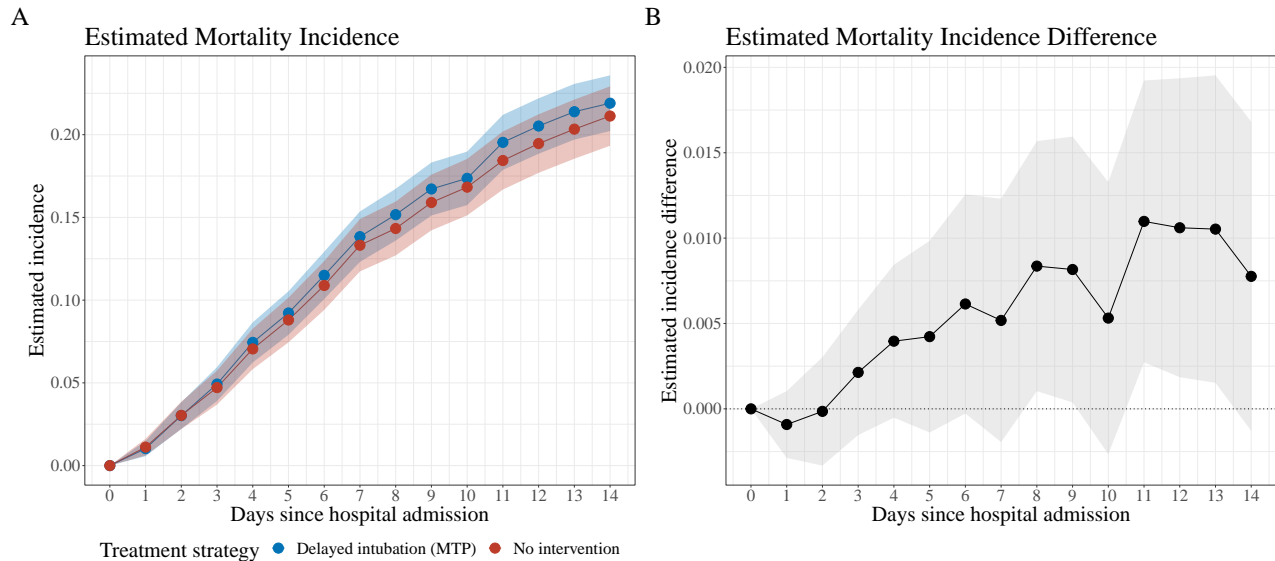 A
Estimated Mortality Incidence
Estimated incidence
0.20
0.15
0.10
0.05
0.00
0 1 2 3 4 5 6 7 8 9 10 11 12 13 14
Days since hospital admission
Treatment strategy Delayed intubation (MTP) No intervention
B
Estimated Mortality Incidence Difference
Estimated incidence difference
0.020
0.015
0.010
0.005
0.000
0 1 2 3 4 5 6 7 8 9 10 11 12 13 14
Days since hospital admission